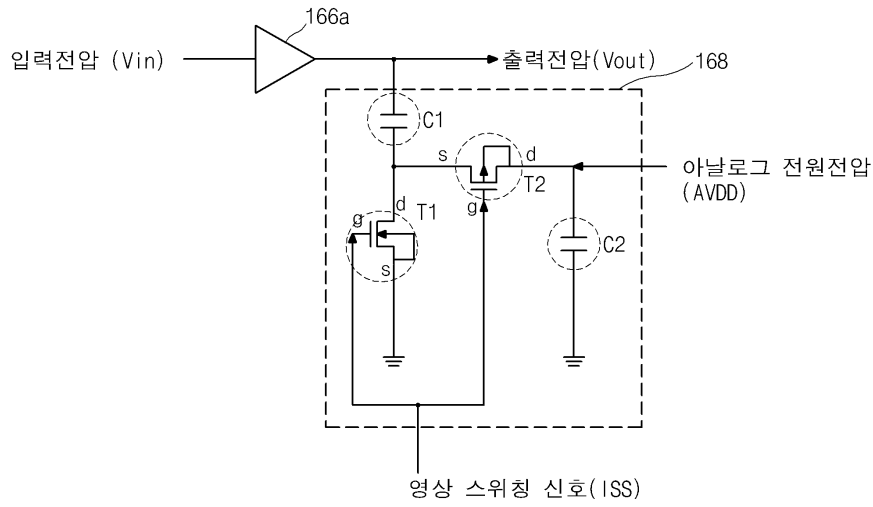 166a
입력전압 (Vin)
출력전압(Vout)
168
C1
s
d
T2
g
아날로그 전원전압
(AVDD)
d
T1
g
s
C2
영상 스위칭 신호(ISS)